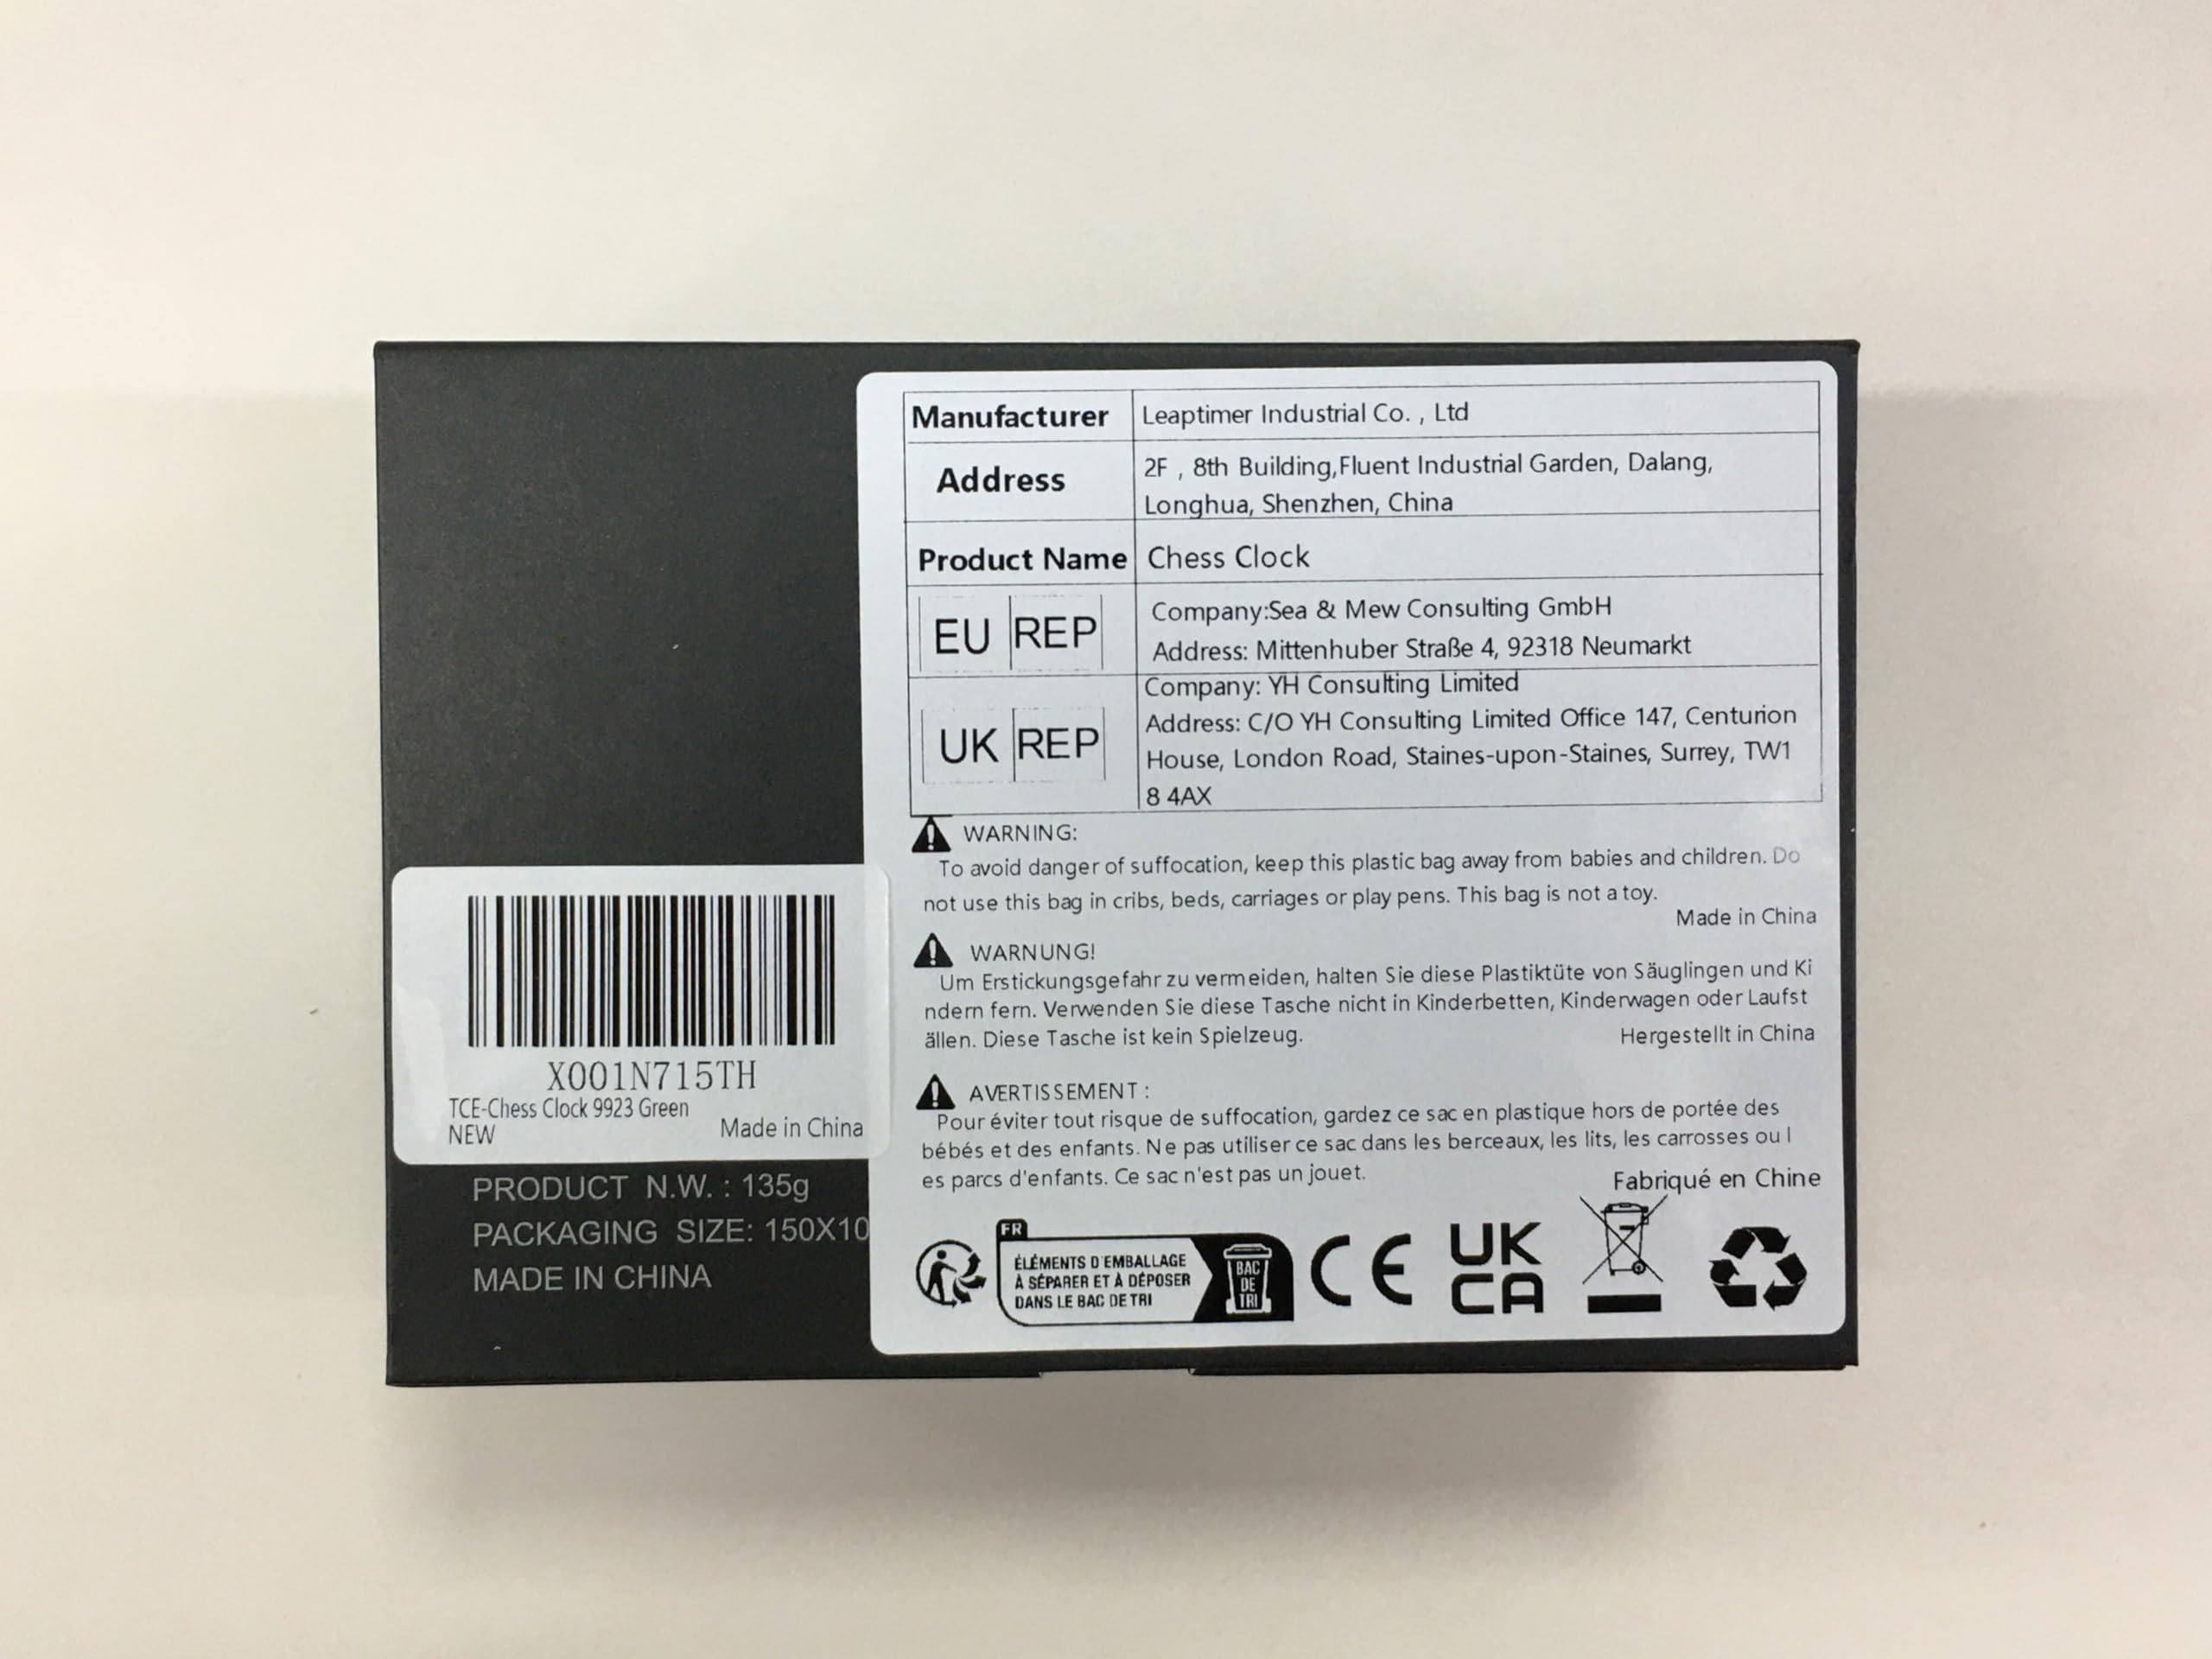 Manufacturer Leaptimer Industrial Co. , Ltd
Address 2F , 8th Building,Fluent Industrial Garden, Dalang,
Longhua, Shenzhen, China
Product Name Chess Clock
EU REP Company:Sea & Mew Consulting GmbH
Address: Mittenhuber Straße 4, 92318 Neumarkt
UK REP Company: YH Consulting Limited
Address: C/O YH Consulting Limited Office 147, Centurion
House, London Road, Staines-upon-Staines, Surrey, TW1
8 4AX
WARNING:
To avoid danger of suffocation, keep this plastic bag away from babies and children. Do
not use this bag in cribs, beds, carriages or play pens. This bag is not a toy.
Made in China
WARNUNG!
Um Erstickungsgefahr zu vermeiden, halten Sie diese Plastiktüte von Säuglingen und Ki
ndern fern. Verwenden Sie diese Tasche nicht in Kinderbetten, Kinderwagen oder Laufst
ällen. Diese Tasche ist kein Spielzeug.
Hergestellt in China
AVERTISSEMENT :
Pour éviter tout risque de suffocation, gardez ce sac en plastique hors de portée des
bébés et des enfants. Ne pas utiliser ce sac dans les berceaux, les lits, les carrosses ou l
es parcs d'enfants. Ce sac n'est pas un jouet.
Fabriqué en Chine
FR
ÉLÉMENTS D'EMBALLAGE
À SÉPARER ET À DÉPOSER
DANS LE BAC DE TRI
BAC
DE
TRI
CE
UK
CA
X001N715TH
TCE-Chess Clock 9923 Green
NEW
Made in China
PRODUCT N.W. : 135g
PACKAGING SIZE: 150X10
MADE IN CHINA